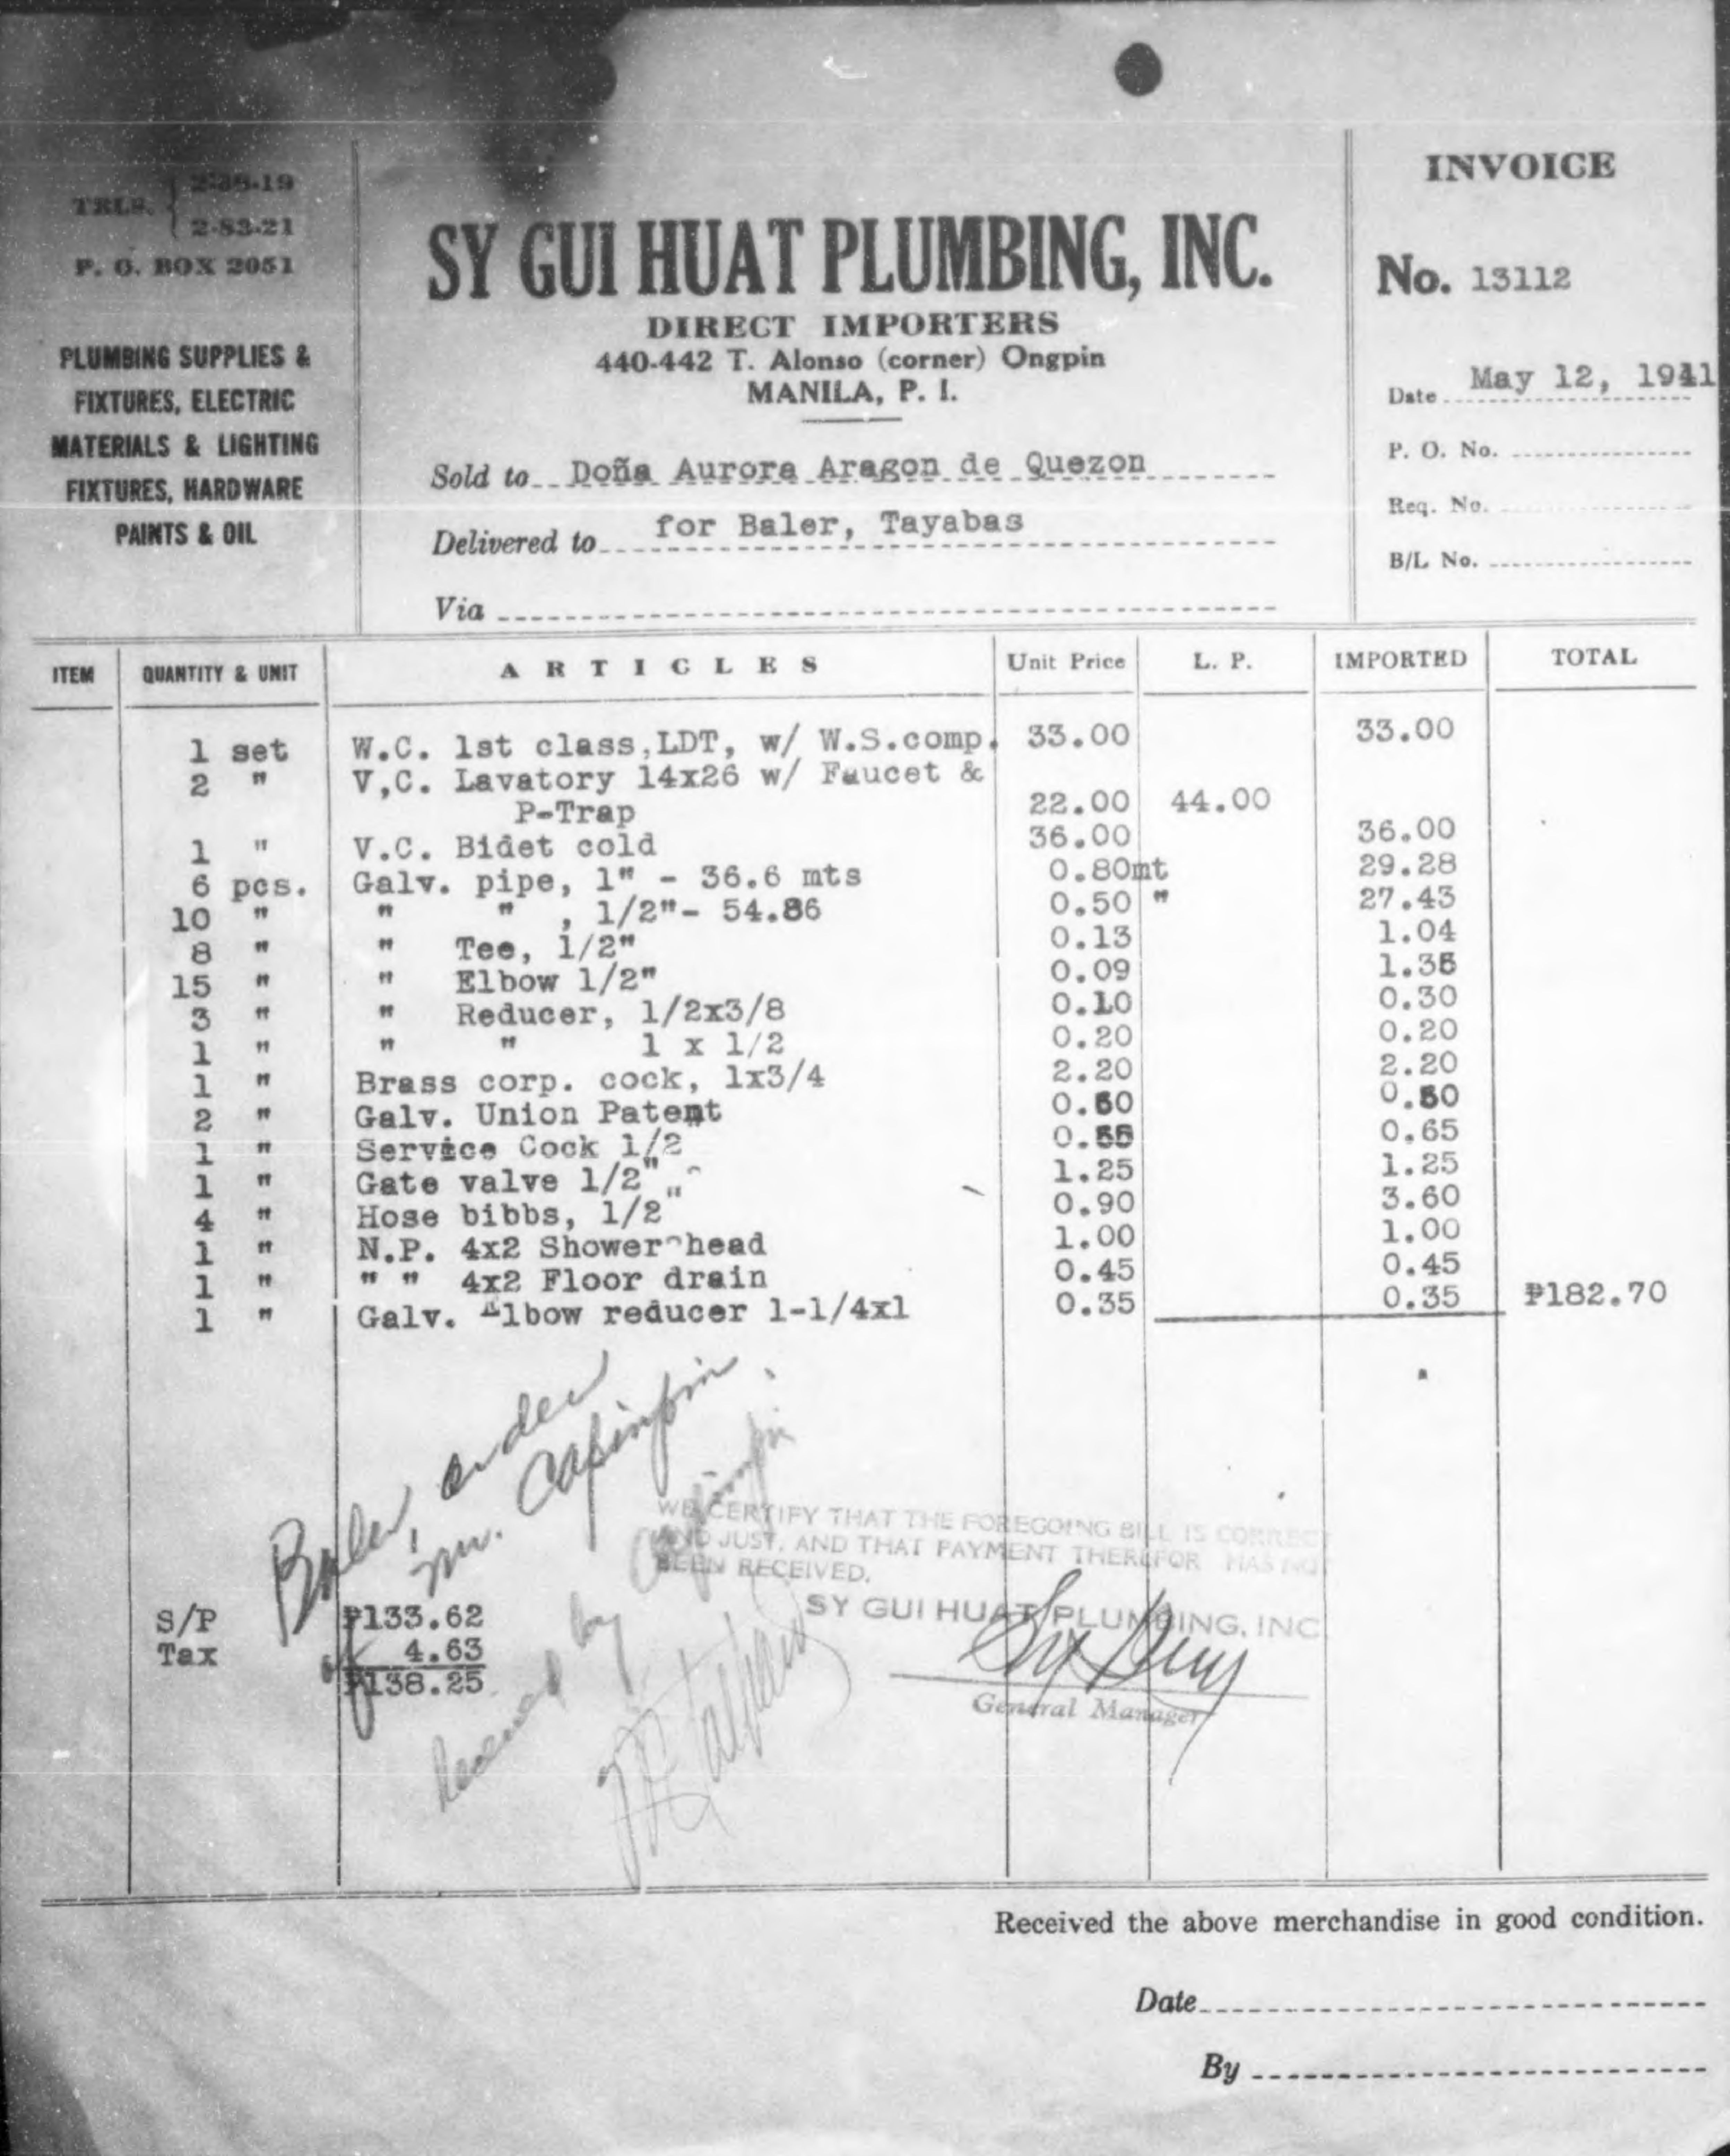 INVOICE
TELS. 2-83-21
P. O. BOX 2051
SY GUI HUAT PLUMBING, INC.
No. 13112
DIRECT IMPORTERS
440-442 T. Alonso (corner) Ongpin
MANILA, P. I.
PLUMBING SUPPLIES &
FIXTURES, ELECTRIC
MATERIALS & LIGHTING
FIXTURES, HARDWARE
PAINTS & OIL
Date May 12, 1941
P. O. No.
Req. No.
B/L No.
Sold to Doña Aurora Aragon de Quezon
Delivered to for Baler, Tayabas
Via
ITEM QUANTITY & UNIT ARTICLES Unit Price L. P. IMPORTED TOTAL
1 set W.C. 1st class,LDT, w/ W.S.comp. 33.00 33.00
2 " V,C. Lavatory 14x26 w/ Faucet &
P-Trap 22.00 44.00
1 " V.C. Bidet cold 36.00 36.00
6 pcs. Galv. pipe, 1" - 36.6 mts 0.80mt 29.28
10 " " " , 1/2"- 54.86 0.50 " 27.43
8 " " Tee, 1/2" 0.13 1.04
15 " " Elbow 1/2" 0.09 1.35
3 " " Reducer, 1/2x3/8 0.10 0.30
1 " " " 1 x 1/2 0.20 0.20
1 " Brass corp. cock, 1x3/4 2.20 2.20
2 " Galv. Union Patent
1 " Service Cock 1/2" 0.65
1 " Gate valve 1/2" 1.25 1.25
4 " Hose bibbs, 1/2" 0.90 3.60
1 " N.P. 4x2 Shower head 1.00 1.00
1 " " " 4x2 Floor drain 0.45 0.45
1 " Galv. Elbow reducer 1-1/4x1 0.35 0.35 ₱182.70
Baler, order
Mr. Capinpin.
WE CERTIFY THAT THE FOREGOING BILL IS CORRECT
AND JUST, AND THAT PAYMENT THEREFOR HAS NOT
BEEN RECEIVED.
SY GUI HUAT PLUMBING, INC
General Manager
S/P ₱133.62
Tax 4.63
₱138.25
Received by Capinpin
Received the above merchandise in good condition.
Date
By